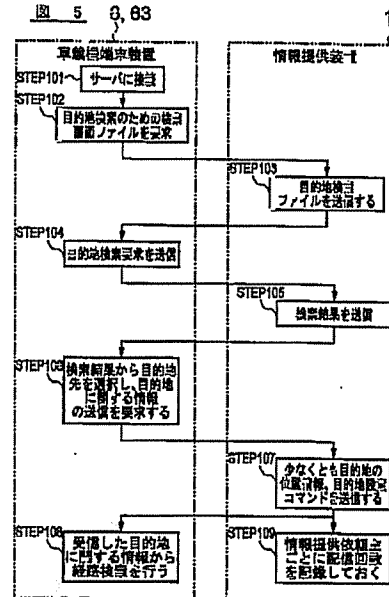 図 5
8, 83
1
車載機端末装置
情報提供装置
STEP101
サーバに接続
STEP102
目的地検索のための検索
画面ファイルを要求
STEP103
目的地検索
ファイルを送信する
STEP104
目的地検索要求を送信
STEP105
検索結果を送信
検索結果から目的地
先を選択し、目的地
に関する情報
の送信を要求する
STEP107
少なくとも目的地の
位置情報、目的地設定
コマンドを送信する
STEP108
受信した目的地
に関する情報から
経路検索を行う
STEP109
情報提供依頼
ごとに配信回数
を記録しておく